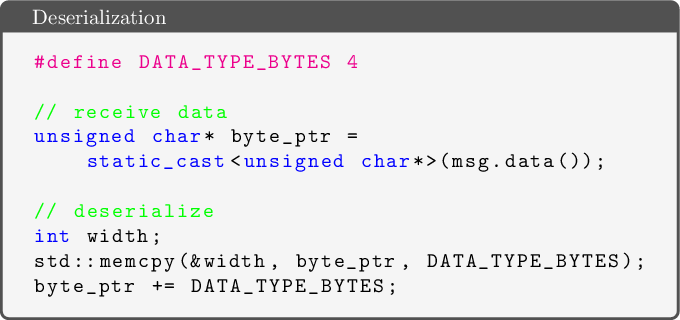 Deserialization
#define DATA_TYPE_BYTES 4
// receive data
unsigned char* byte_ptr =
static_cast<unsigned char*>(msg.data());
// deserialize
int width;
std::memcpy(&width, byte_ptr, DATA_TYPE_BYTES);
byte_ptr += DATA_TYPE_BYTES;